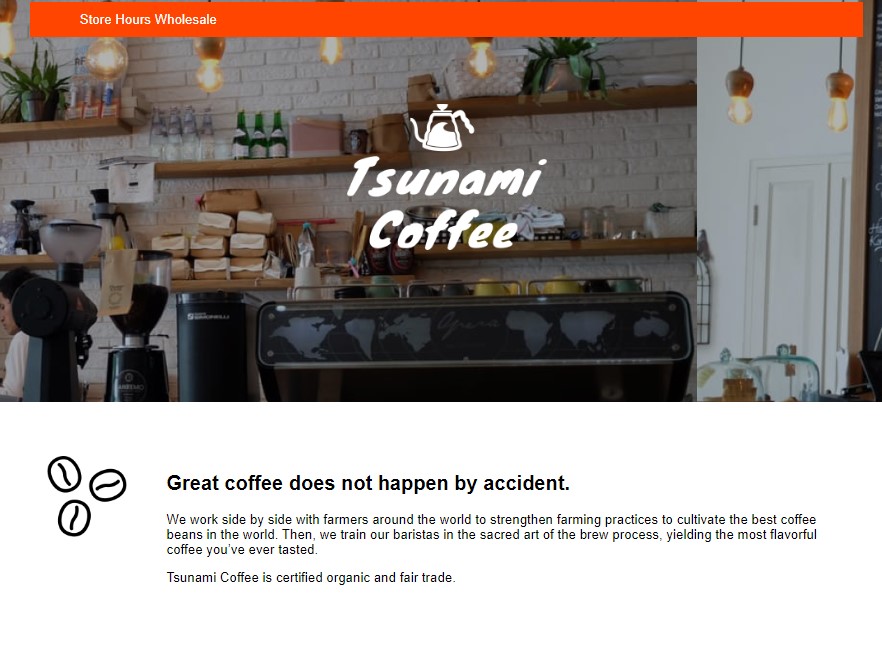 Store Hours Wholesale
Tsunami
Coffee
SIMONELLI
Opera
Great coffee does not happen by accident.
We work side by side with farmers around the world to strengthen farming practices to cultivate the best coffee
beans in the world. Then, we train our baristas in the sacred art of the brew process, yielding the most flavorful
coffee you’ve ever tasted.
Tsunami Coffee is certified organic and fair trade.